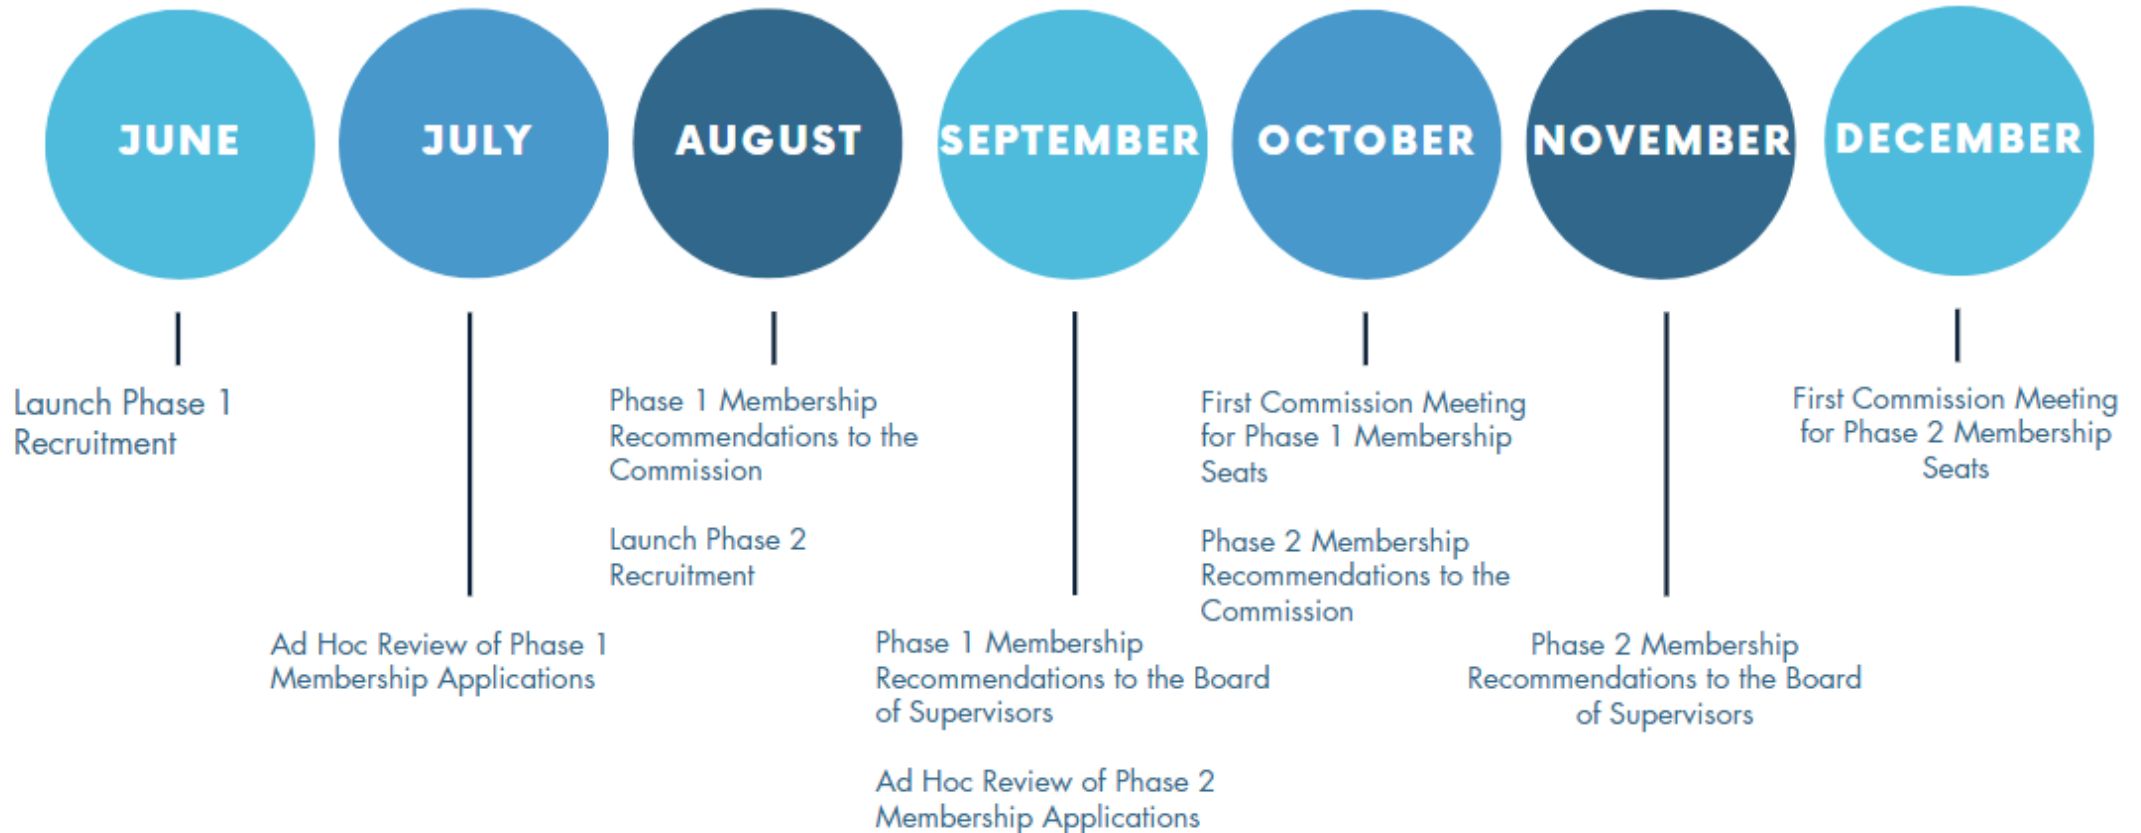 JUNE
JULY
AUGUST
SEPTEMBER
OCTOBER
NOVEMBER
DECEMBER
Launch Phase 1
Recruitment
Ad Hoc Review of Phase 1
Membership Applications
Phase 1 Membership
Recommendations to the
Commission
Launch Phase 2
Recruitment
Phase 1 Membership
Recommendations to the Board
of Supervisors
Ad Hoc Review of Phase 2
Membership Applications
First Commission Meeting
for Phase 1 Membership
Seats
Phase 2 Membership
Recommendations to the
Commission
Phase 2 Membership
Recommendations to the Board
of Supervisors
First Commission Meeting
for Phase 2 Membership
Seats